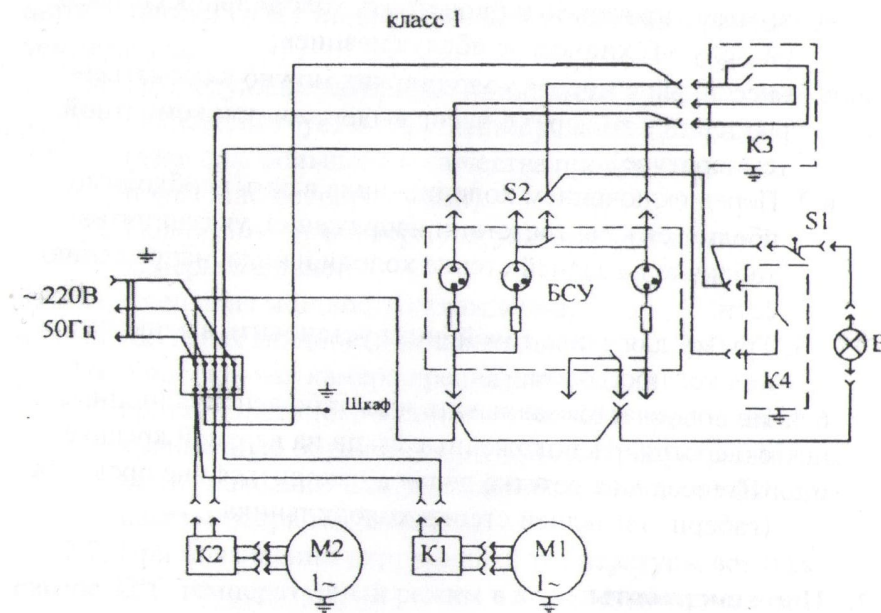 класс 1
К3
S2
S1
~220В
БСУ
50Гц
Е
К4
Шкаф
К2
М2
1~
К1
М1
1~